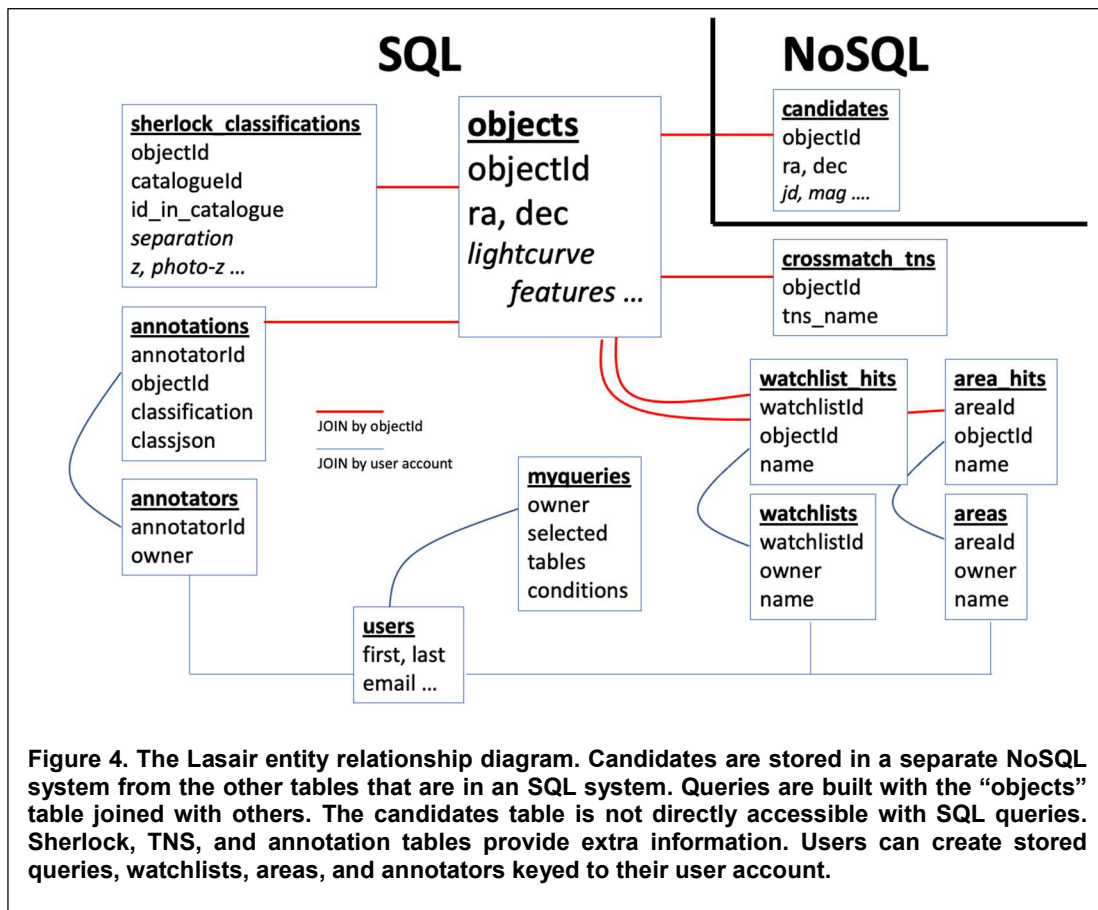 SQL
NoSQL
sherlock_classifications
objectId
catalogueId
id_in_catalogue
separation
z, photo-z ...
objects
objectId
ra, dec
lightcurve
features ...
candidates
objectId
ra, dec
jd, mag ....
crossmatch_tns
objectId
tns_name
annotations
annotatorId
objectId
classification
classjson
JOIN by objectId
JOIN by user account
watchlist_hits
watchlistId
objectId
name
area_hits
areaId
objectId
name
annotators
annotatorId
owner
myqueries
owner
selected
tables
conditions
watchlists
watchlistId
owner
name
areas
areaId
owner
name
users
first, last
email ...
Figure 4. The Lasair entity relationship diagram. Candidates are stored in a separate NoSQL
system from the other tables that are in an SQL system. Queries are built with the “objects”
table joined with others. The candidates table is not directly accessible with SQL queries.
Sherlock, TNS, and annotation tables provide extra information. Users can create stored
queries, watchlists, areas, and annotators keyed to their user account.